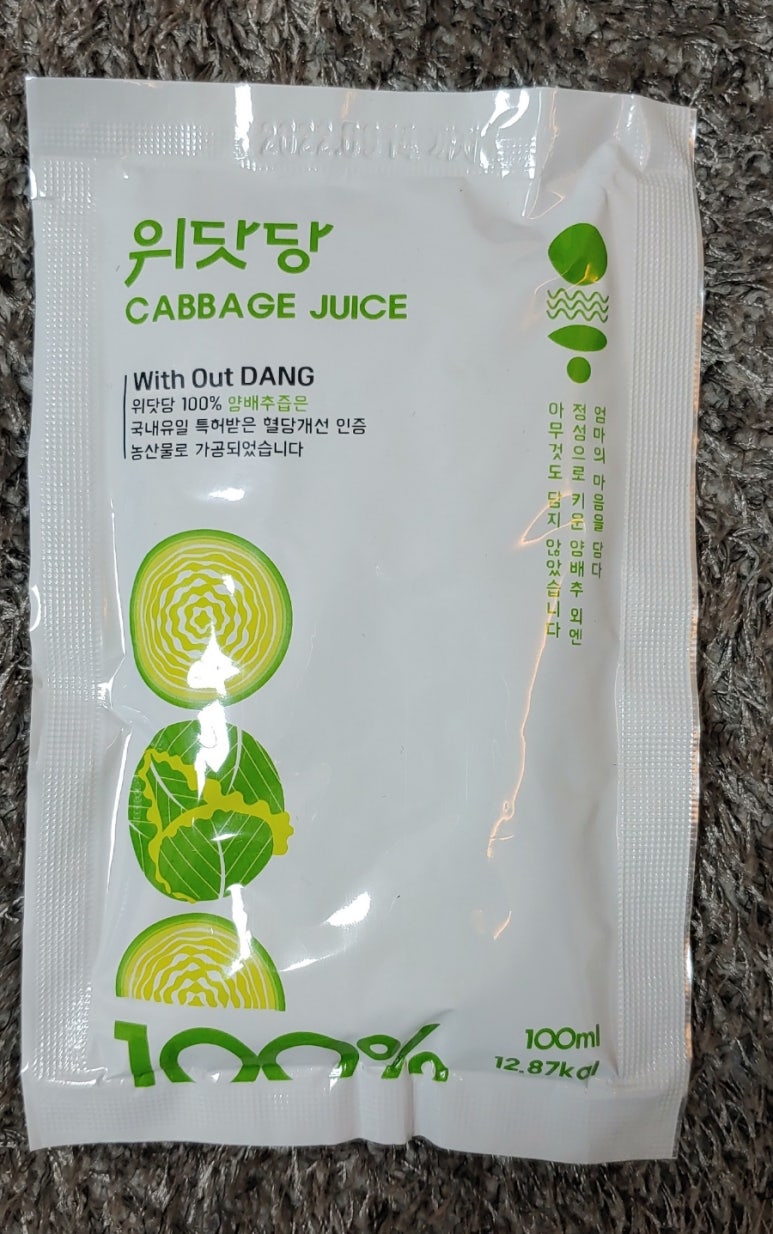 위닷당
CABBAGE JUICE
With Out DANG
위닷당 100% 양배추즙은
국내유일 특허받은 혈당개선 인증
농산물로 가공되었습니다
엄마의 마음을 담다
정성으로 키운 양배추 외엔
아무것도 담지 않았습니다
100%
100ml
12.87kcal